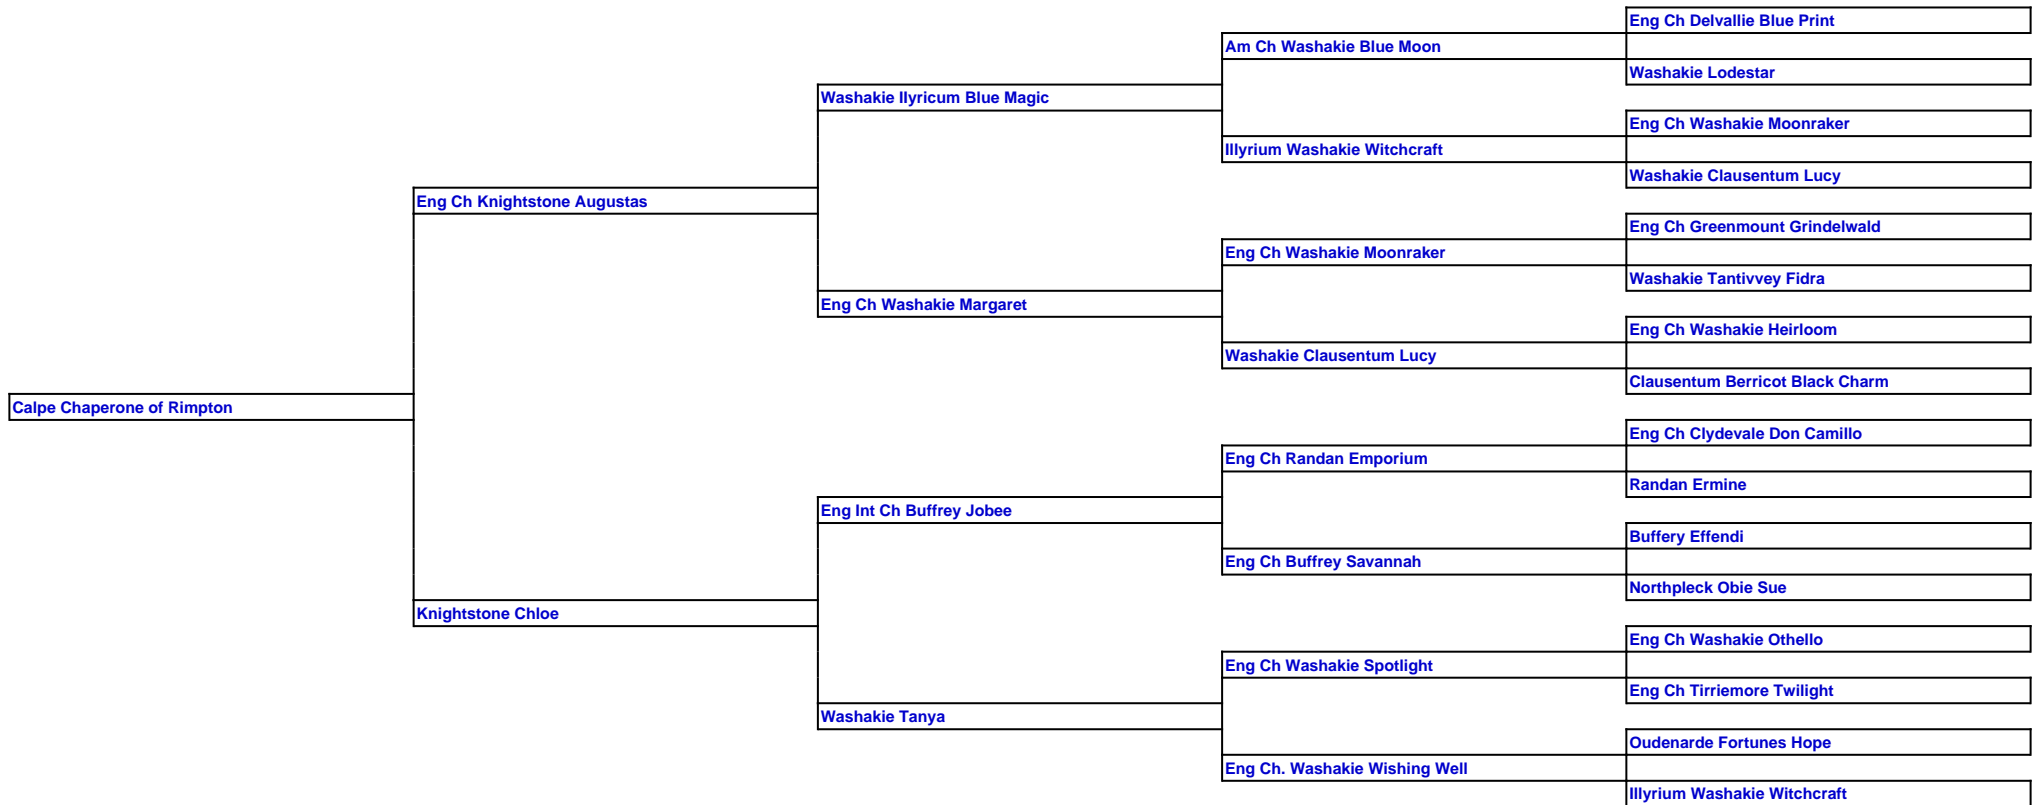 Eng Ch Delvallie Blue Print
Am Ch Washakie Blue Moon
Washakie Lodestar
Washakie Ilyricum Blue Magic
Eng Ch Washakie Moonraker
Illyrium Washakie Witchcraft
Washakie Clausentum Lucy
Eng Ch Knightstone Augustas
Eng Ch Greenmount Grindelwald
Eng Ch Washakie Moonraker
Washakie Tantivvey Fidra
Eng Ch Washakie Margaret
Eng Ch Washakie Heirloom
Washakie Clausentum Lucy
Clausentum Berricot Black Charm
Calpe Chaperone of Rimpton
Eng Ch Clydevale Don Camillo
Eng Ch Randan Emporium
Randan Ermine
Eng Int Ch Buffrey Jobee
Buffery Effendi
Eng Ch Buffrey Savannah
Northpleck Obie Sue
Knightstone Chloe
Eng Ch Washakie Othello
Eng Ch Washakie Spotlight
Eng Ch Tirriemore Twilight
Washakie Tanya
Oudenarde Fortunes Hope
Eng Ch. Washakie Wishing Well
Illyrium Washakie Witchcraft